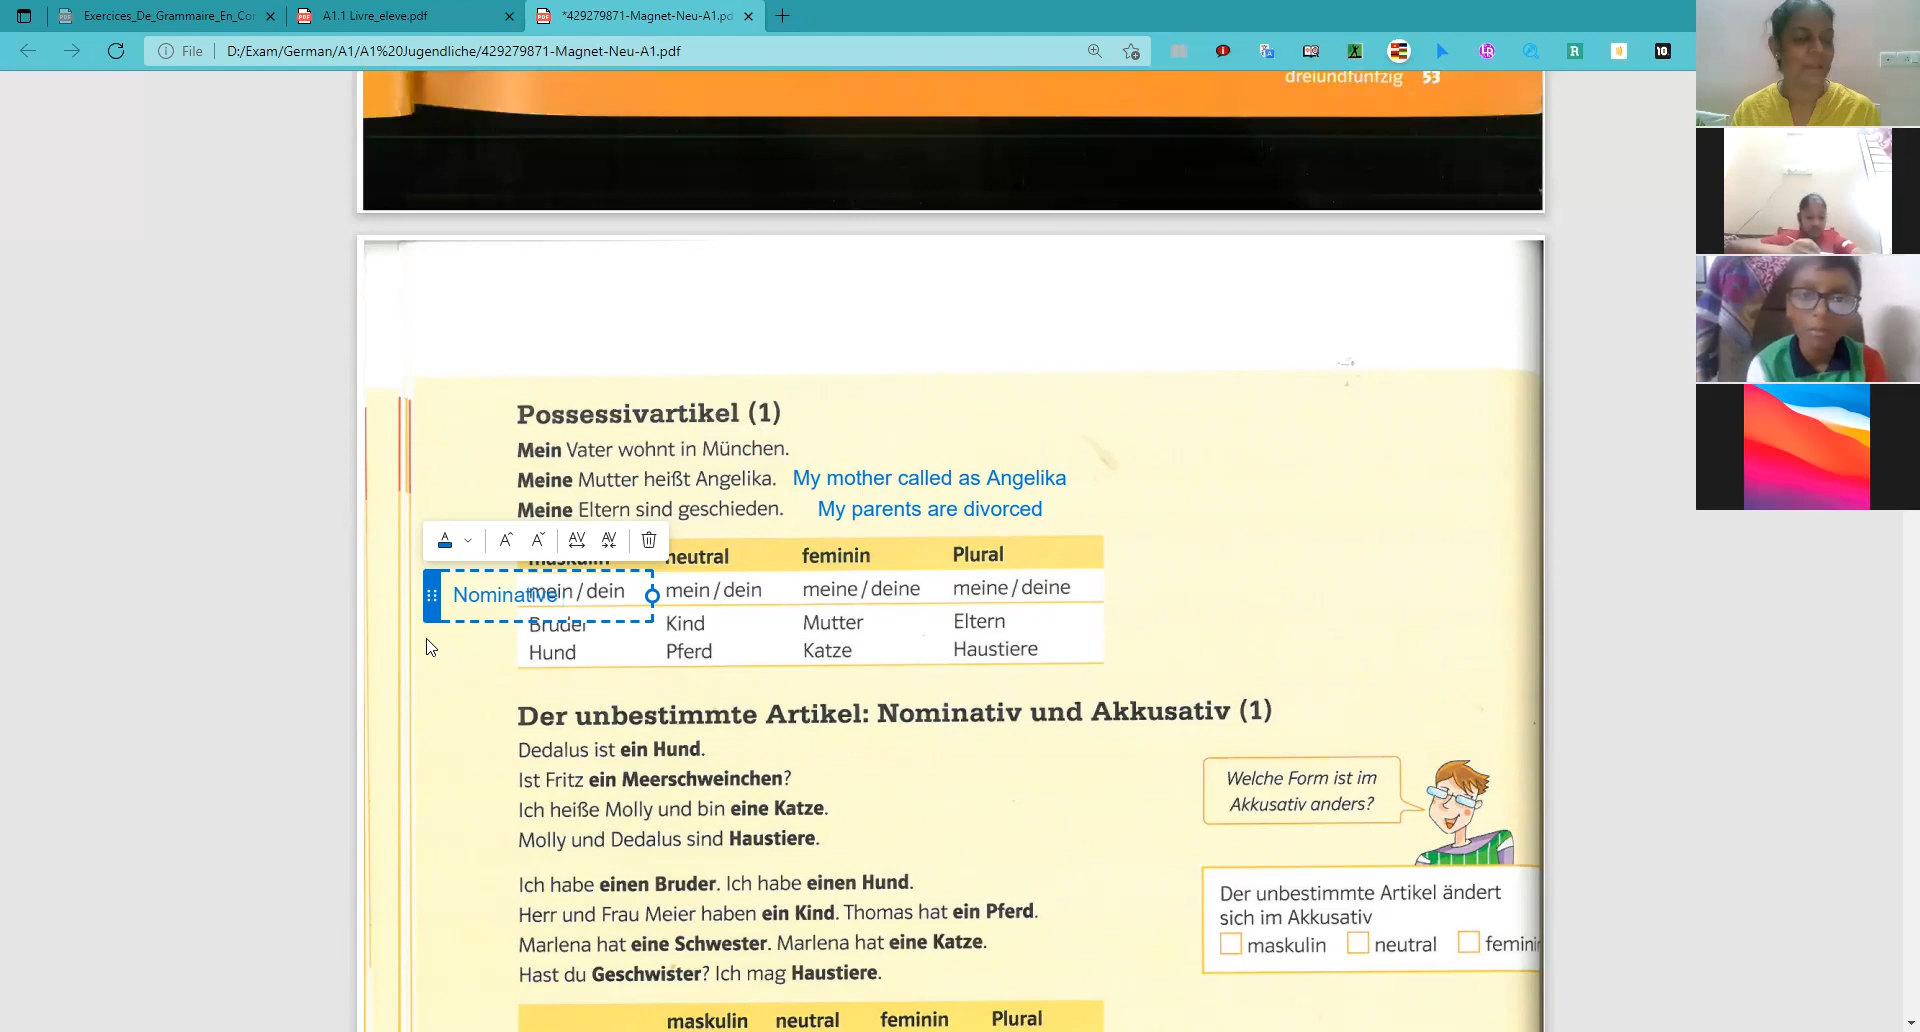 Exercices_De_Grammaire_En_Cor
A1.1 Livre_eleve.pdf
*429279871-Magnet-Neu-A1.pd
File
D:/Exam/German/A1/A1%20Jugendliche/429279871-Magnet-Neu-A1.pdf
dreiundfünfzig 53
Possessivartikel (1)
Mein Vater wohnt in München.
Meine Mutter heißt Angelika. My mother called as Angelika
Meine Eltern sind geschieden. My parents are divorced
maskulin neutral feminin Plural
Nominative mein / dein mein / dein meine / deine meine / deine
Bruder Kind Mutter Eltern
Hund Pferd Katze Haustiere
Der unbestimmte Artikel: Nominativ und Akkusativ (1)
Dedalus ist ein Hund.
Ist Fritz ein Meerschweinchen?
Ich heiße Molly und bin eine Katze.
Molly und Dedalus sind Haustiere.
Welche Form ist im
Akkusativ anders?
Ich habe einen Bruder. Ich habe einen Hund.
Herr und Frau Meier haben ein Kind. Thomas hat ein Pferd.
Marlena hat eine Schwester. Marlena hat eine Katze.
Hast du Geschwister? Ich mag Haustiere.
Der unbestimmte Artikel ändert
sich im Akkusativ
maskulin neutral femini
maskulin neutral feminin Plural